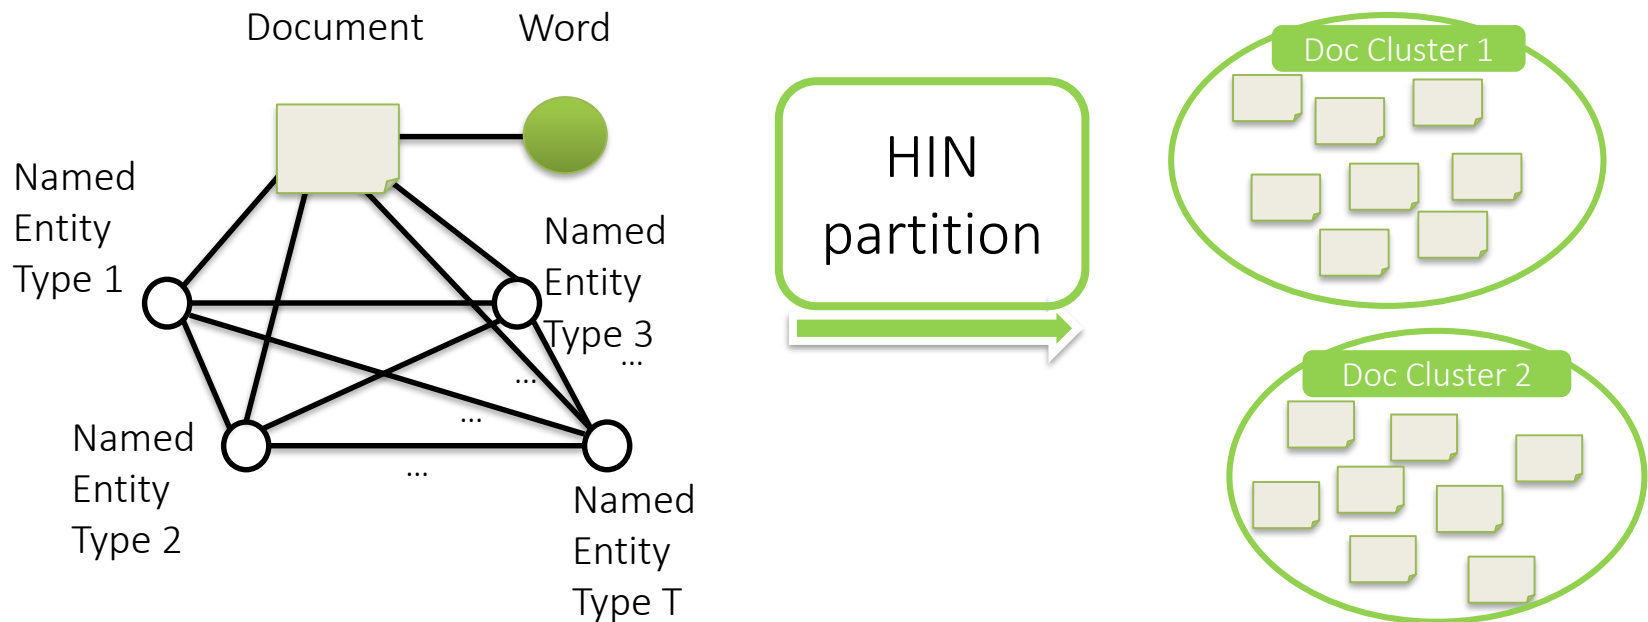 Document
Word
Named
Entity
Type 1
Named
Entity
Type 3
...
...
...
...
Named
Entity
Type 2
Named
Entity
Type T
HIN
partition
Doc Cluster 1
Doc Cluster 2